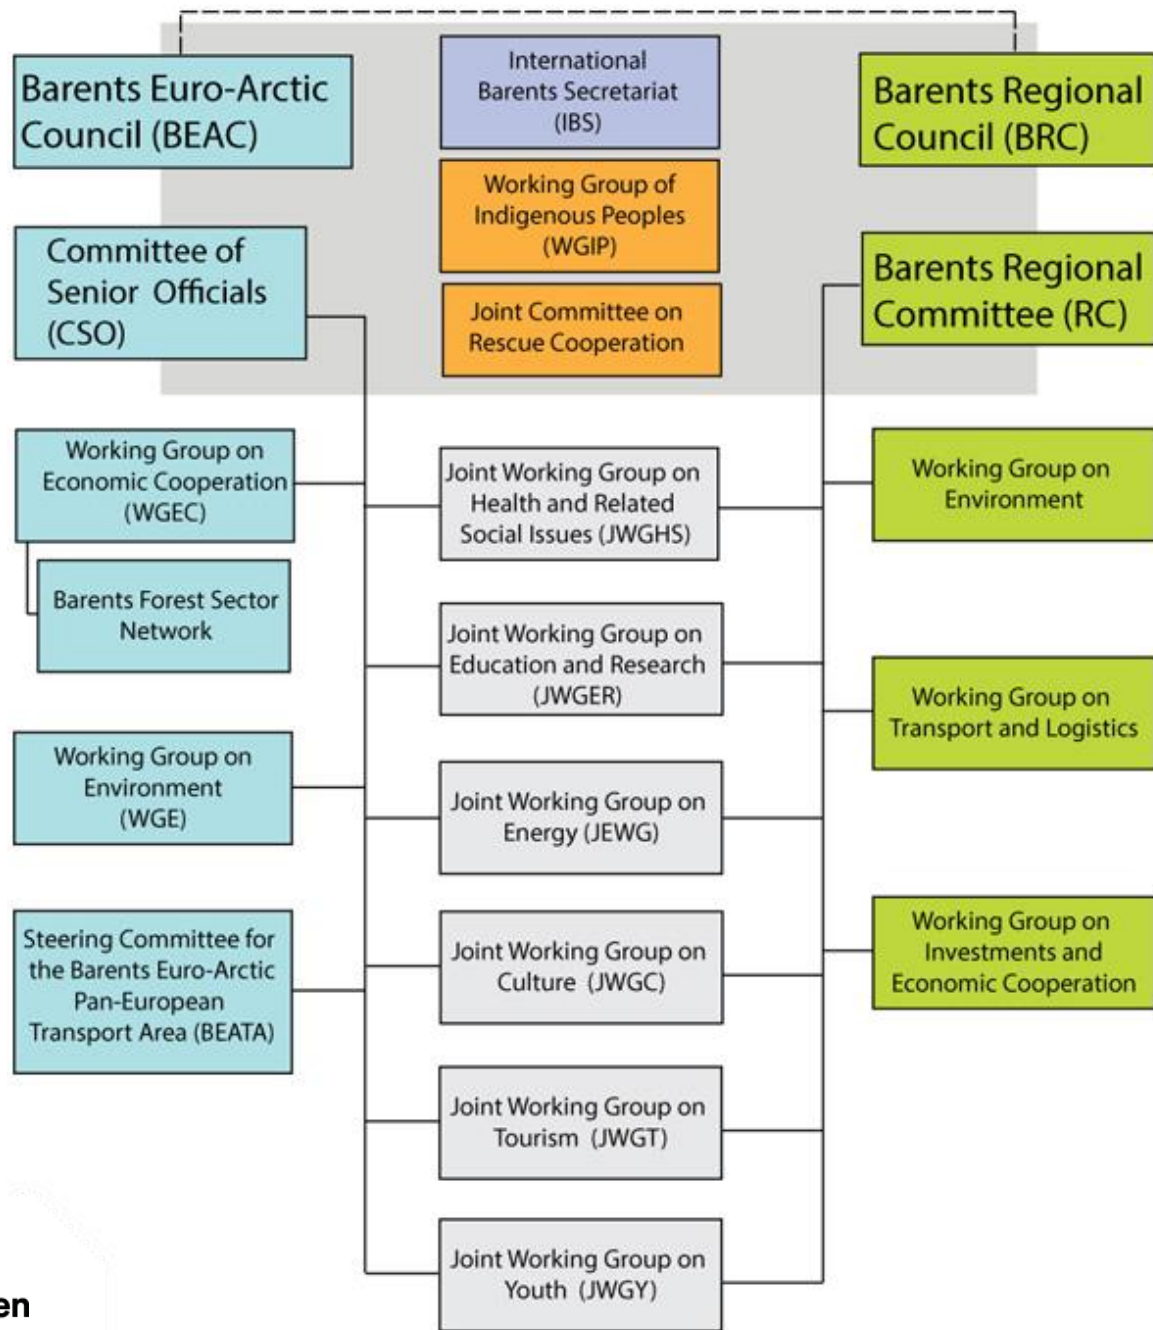 Barents Euro-Arctic
Council (BEAC)
International
Barents Secretariat
(IBS)
Barents Regional
Council (BRC)
Working Group of
Indigenous Peoples
(WGIP)
Committee of
Senior Officials
(CSO)
Joint Committee on
Rescue Cooperation
Barents Regional
Committee (RC)
Working Group on
Economic Cooperation
(WGEC)
Barents Forest Sector
Network
Working Group on
Environment
(WGE)
Steering Committee for
the Barents Euro-Arctic
Pan-European
Transport Area (BEATA)
Joint Working Group on
Health and Related
Social Issues (JWGHS)
Joint Working Group on
Education and Research
(JWGER)
Joint Working Group on
Energy (JEWG)
Joint Working Group on
Culture (JWGC)
Joint Working Group on
Tourism (JWGT)
Joint Working Group on
Youth (JWGY)
Working Group on
Environment
Working Group on
Transport and Logistics
Working Group on
Investments and
Economic Cooperation
en